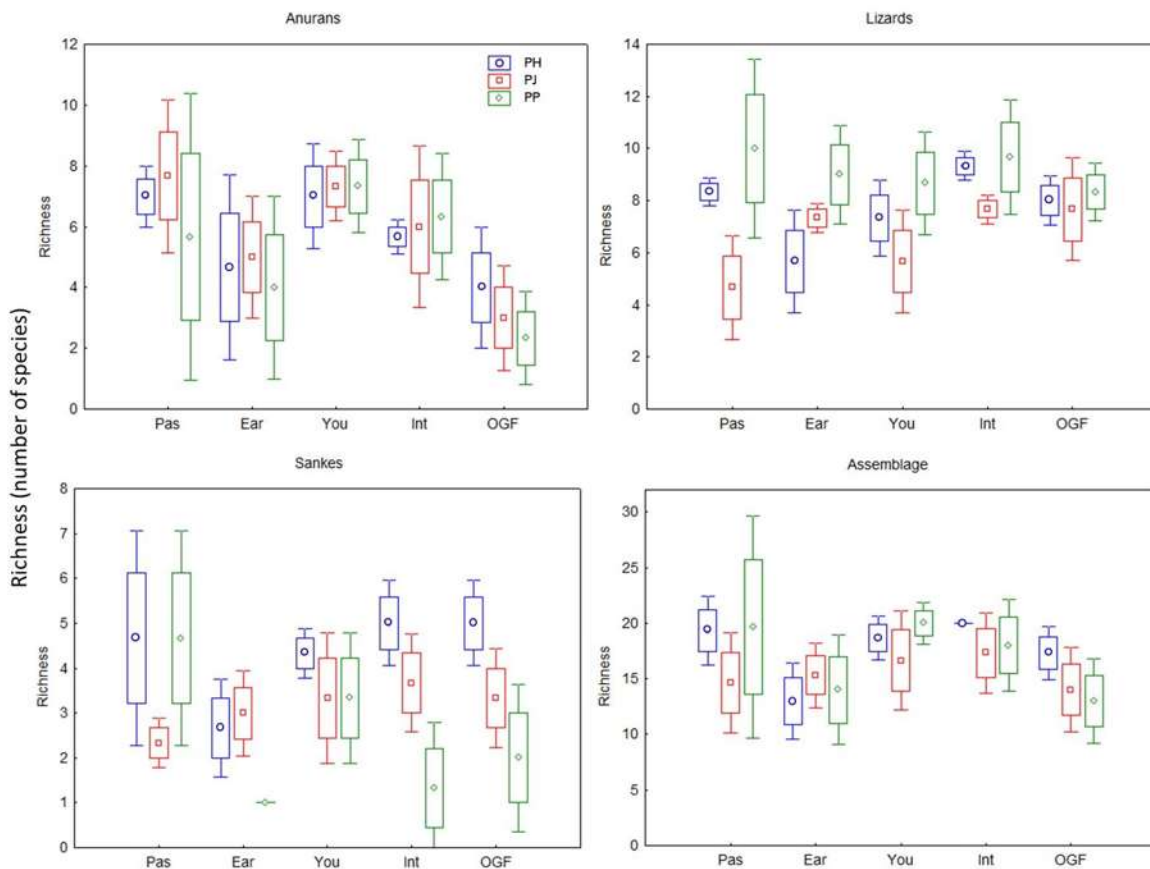 Anurans
12
10
8
6
4
2
0
Richness
PH
PJ
PP
Pas Ear You Int OGF
Lizards
14
12
10
8
6
4
2
0
Richness
Pas Ear You Int OGF
Richness (number of species)
Sankes
8
7
6
5
4
3
2
1
0
Richness
Pas Ear You Int OGF
Assemblage
30
25
20
15
10
5
0
Richness
Pas Ear You Int OGF